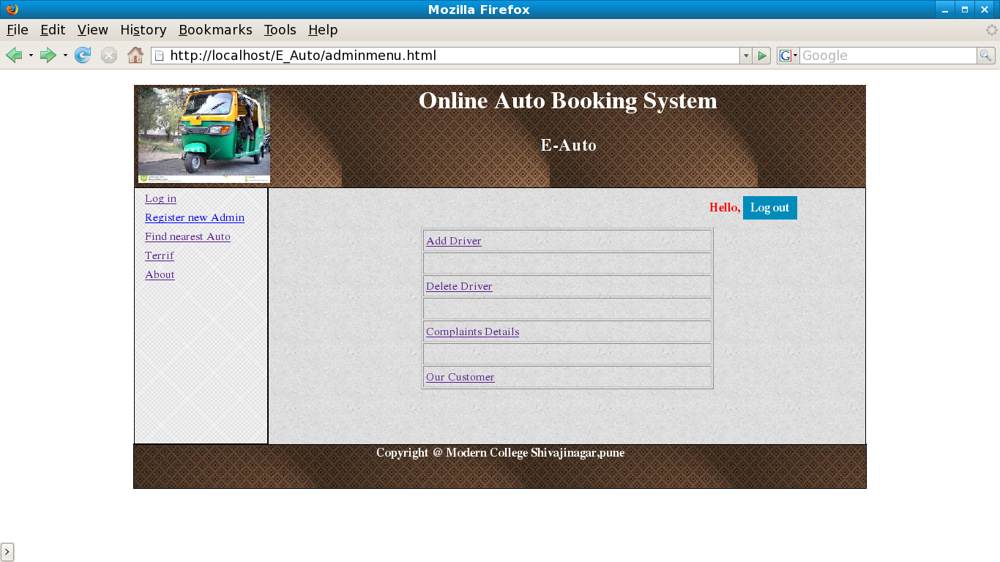 Mozilla Firefox
File Edit View History Bookmarks Tools Help
http://localhost/E_Auto/adminmenu.html
G
Google
Online Auto Booking System
E-Auto
Log in
Register new Admin
Find nearest Auto
Terrif
About
Hello, Log out
Add Driver
Delete Driver
Complaints Details
Our Customer
Copyright @ Modern College Shivajinagar,pune